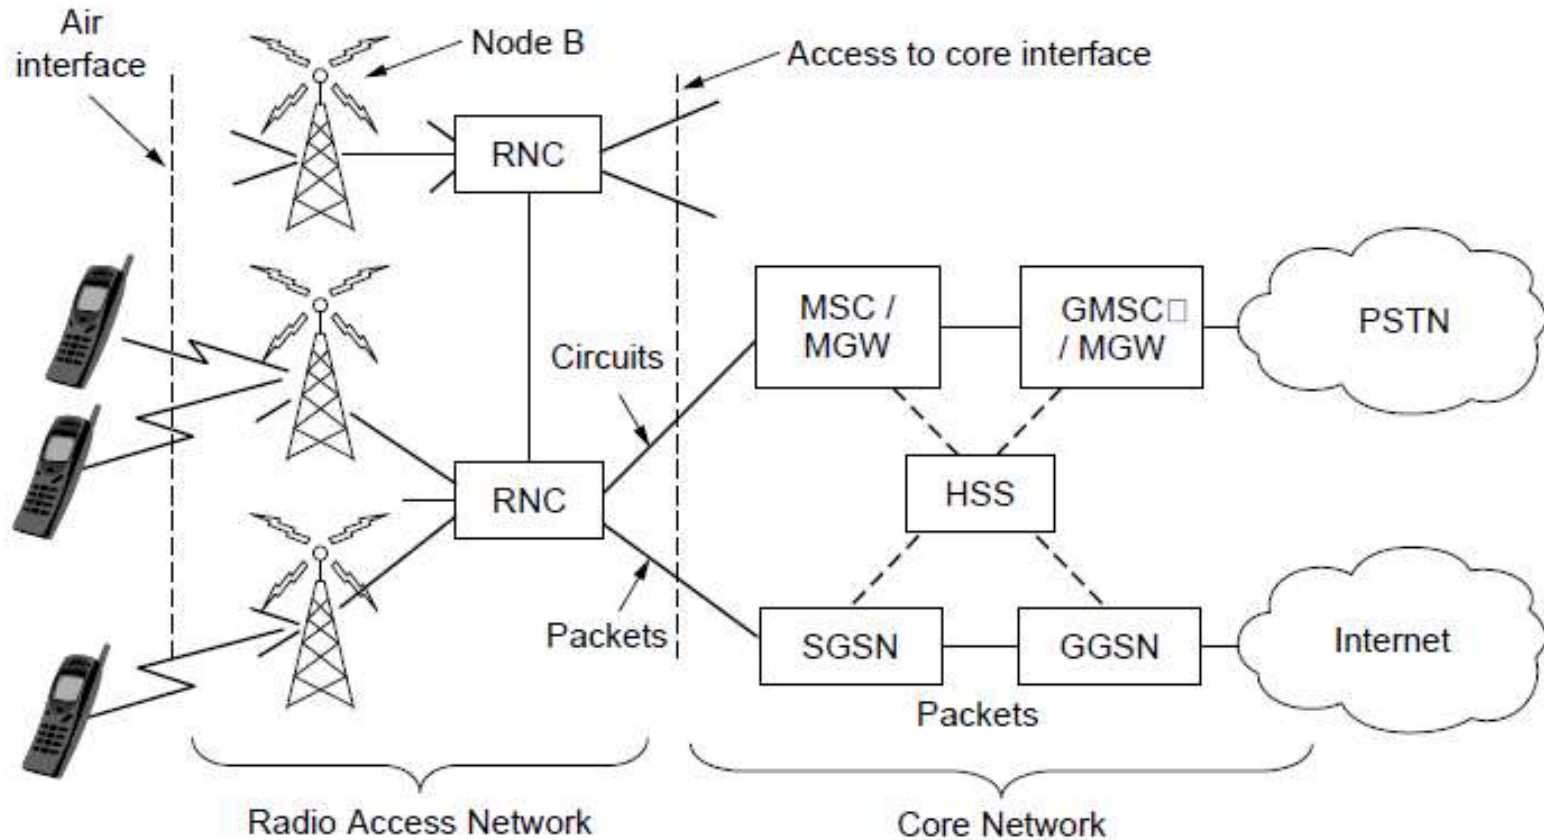 Air
interface
Node B
Access to core interface
RNC
MSC /
MGW
GMSC□
/ MGW
PSTN
Circuits
RNC
HSS
Packets
SGSN
GGSN
Internet
Packets
Radio Access Network
Core Network